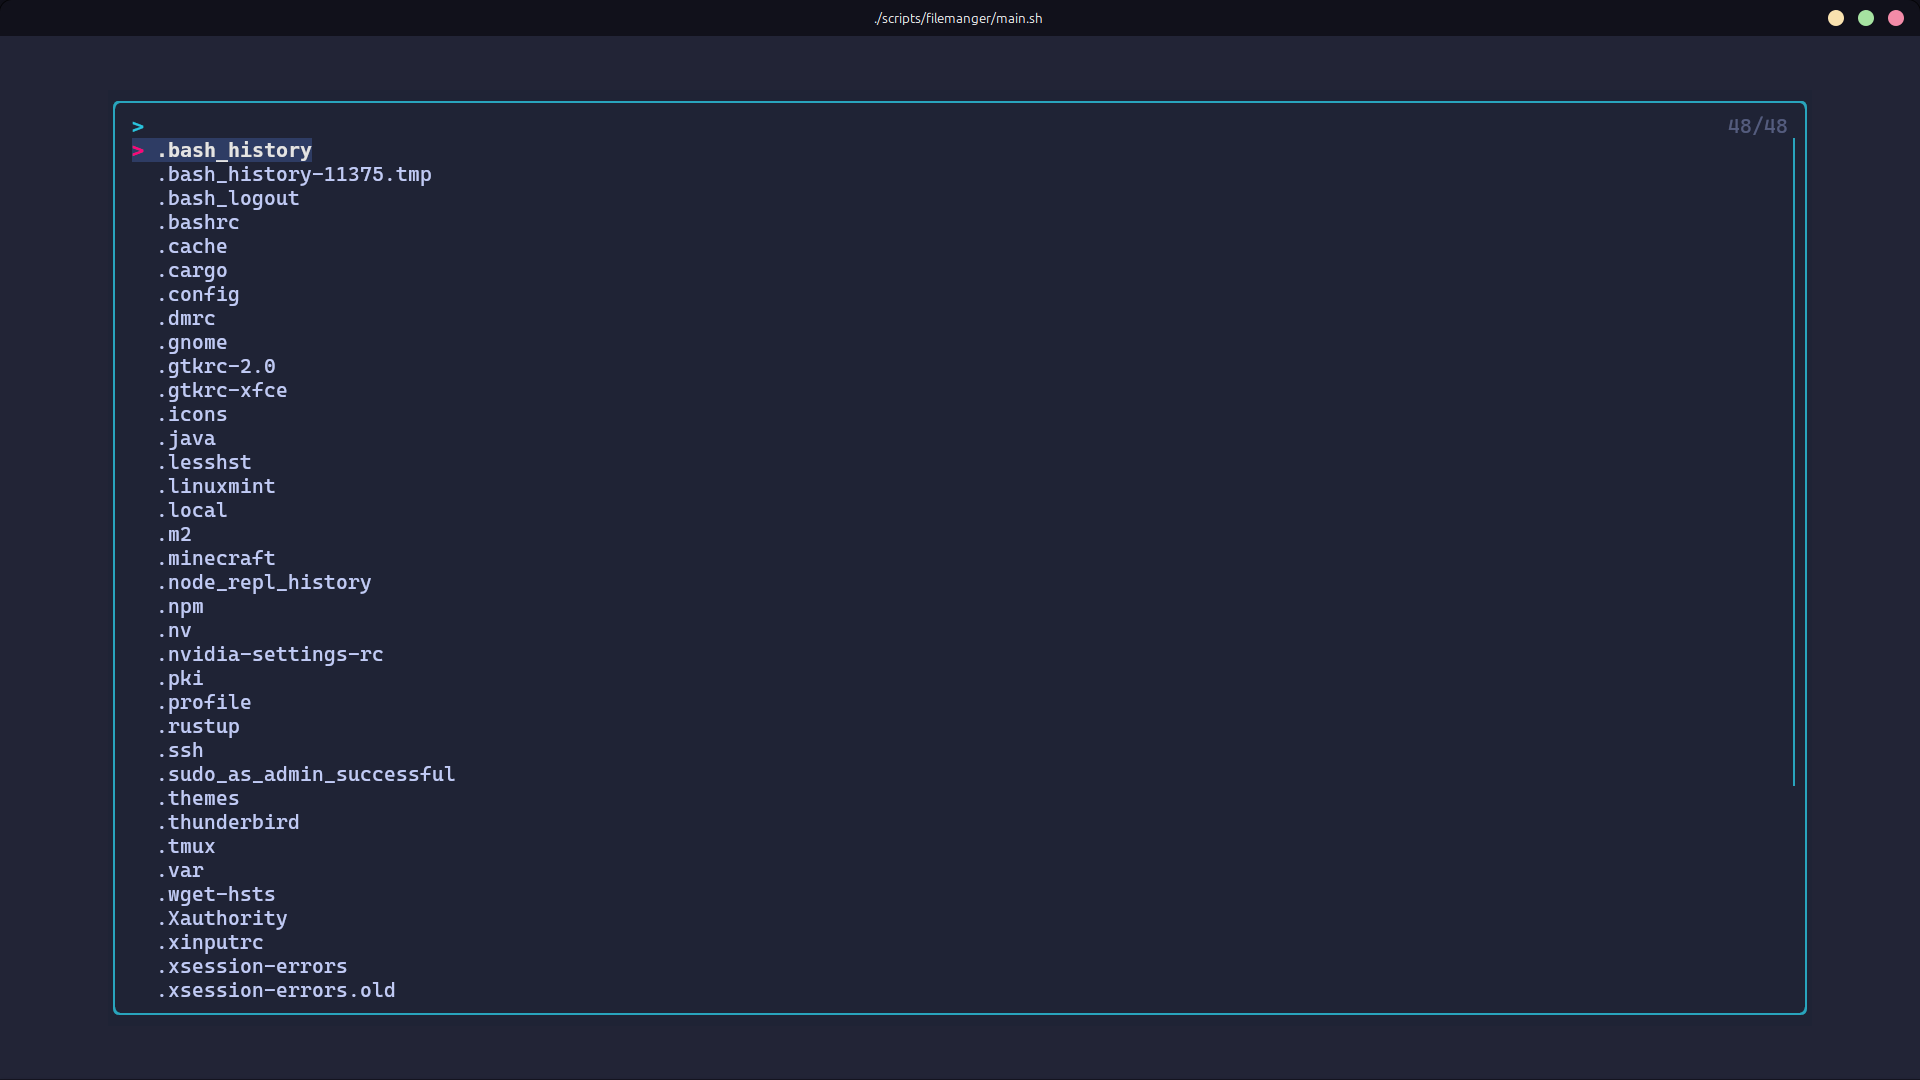 ./scripts/filemanger/main.sh
>
48/48
> .bash_history
.bash_history-11375.tmp
.bash_logout
.bashrc
.cache
.cargo
.config
.dmrc
.gnome
.gtkrc-2.0
.gtkrc-xfce
.icons
.java
.lesshst
.linuxmint
.local
.m2
.minecraft
.node_repl_history
.npm
.nv
.nvidia-settings-rc
.pki
.profile
.rustup
.ssh
.sudo_as_admin_successful
.themes
.thunderbird
.tmux
.var
.wget-hsts
.Xauthority
.xinputrc
.xsession-errors
.xsession-errors.old